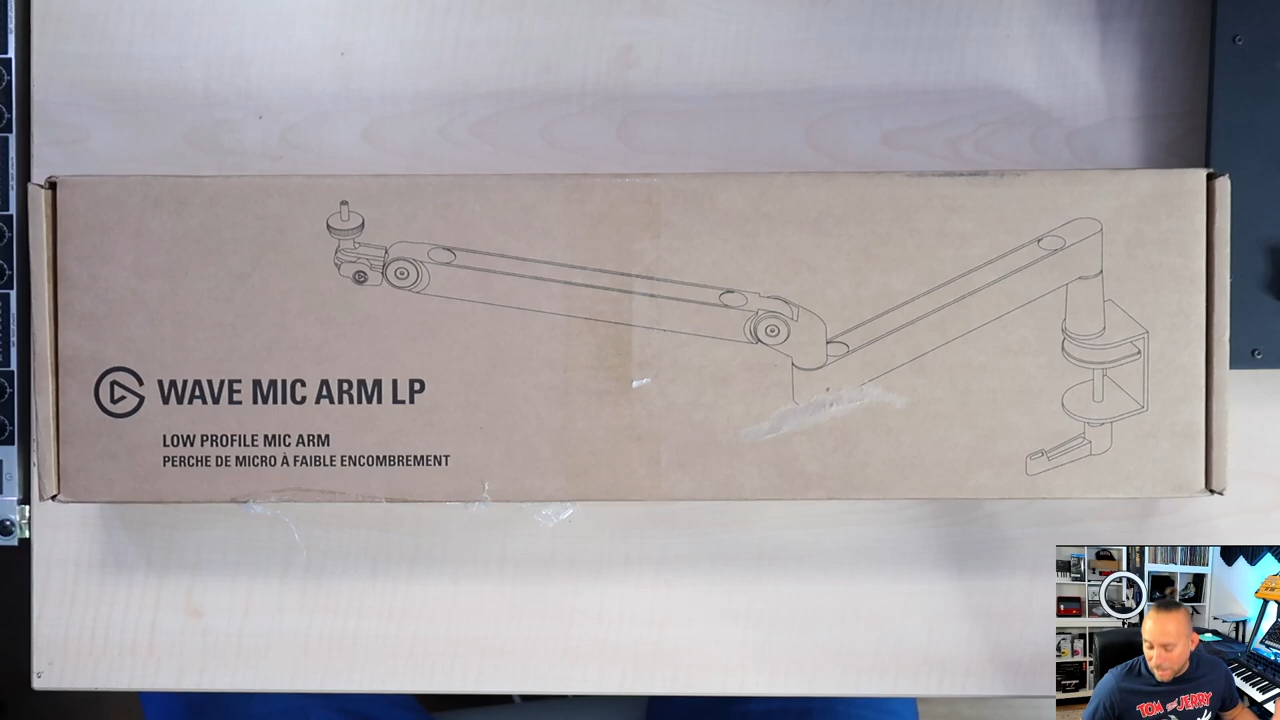 WAVE MIC ARM LP
LOW PROFILE MIC ARM
PERCHE DE MICRO À FAIBLE ENCOMBREMENT
TOM AND JERRY